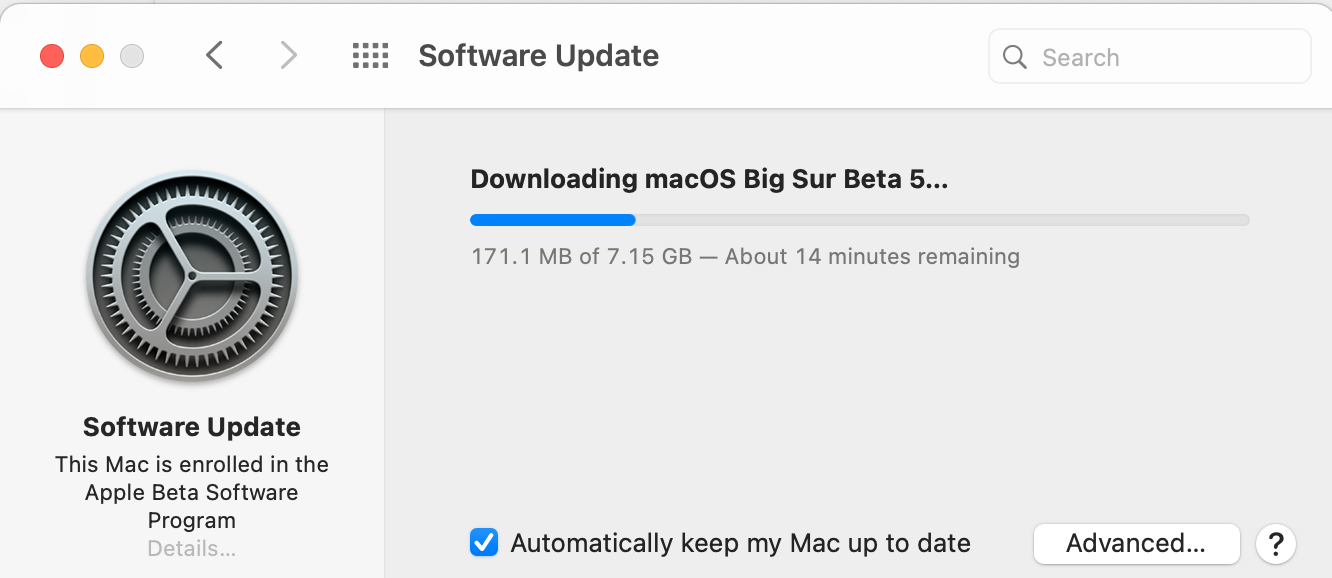 Software Update
Search
Downloading macOS Big Sur Beta 5...
171.1 MB of 7.15 GB — About 14 minutes remaining
Software Update
This Mac is enrolled in the
Apple Beta Software
Program
Details...
Automatically keep my Mac up to date
Advanced...
?